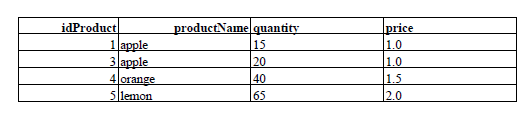 idProduct productName quantity price
1 apple 15 1.0
3 apple 20 1.0
4 orange 40 1.5
5 lemon 65 2.0